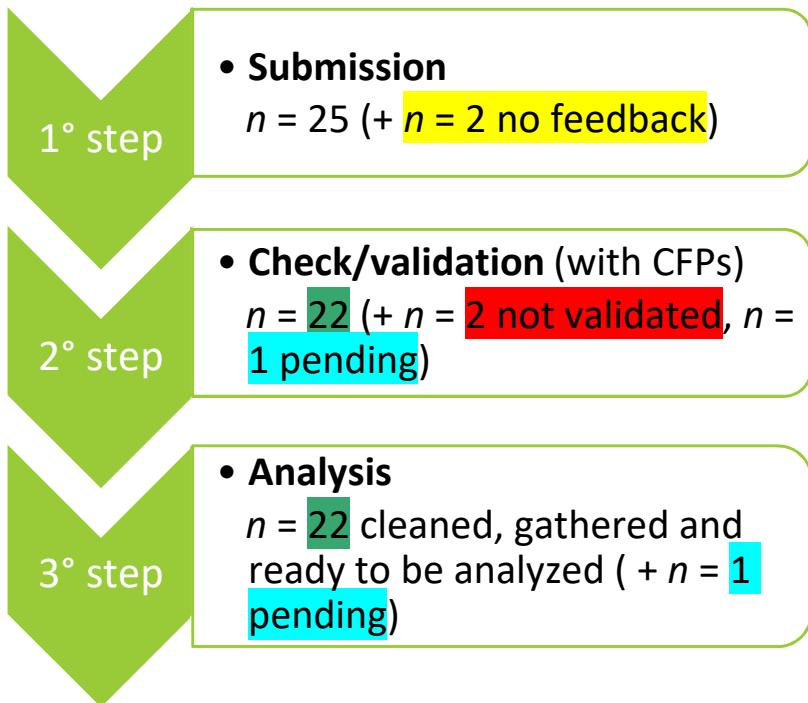 1° step
• Submission
n = 25 (+ n = 2 no feedback)
2° step
• Check/validation (with CFPs)
n = 22 (+ n = 2 not validated, n =
1 pending)
3° step
• Analysis
n = 22 cleaned, gathered and
ready to be analyzed ( + n = 1
pending)